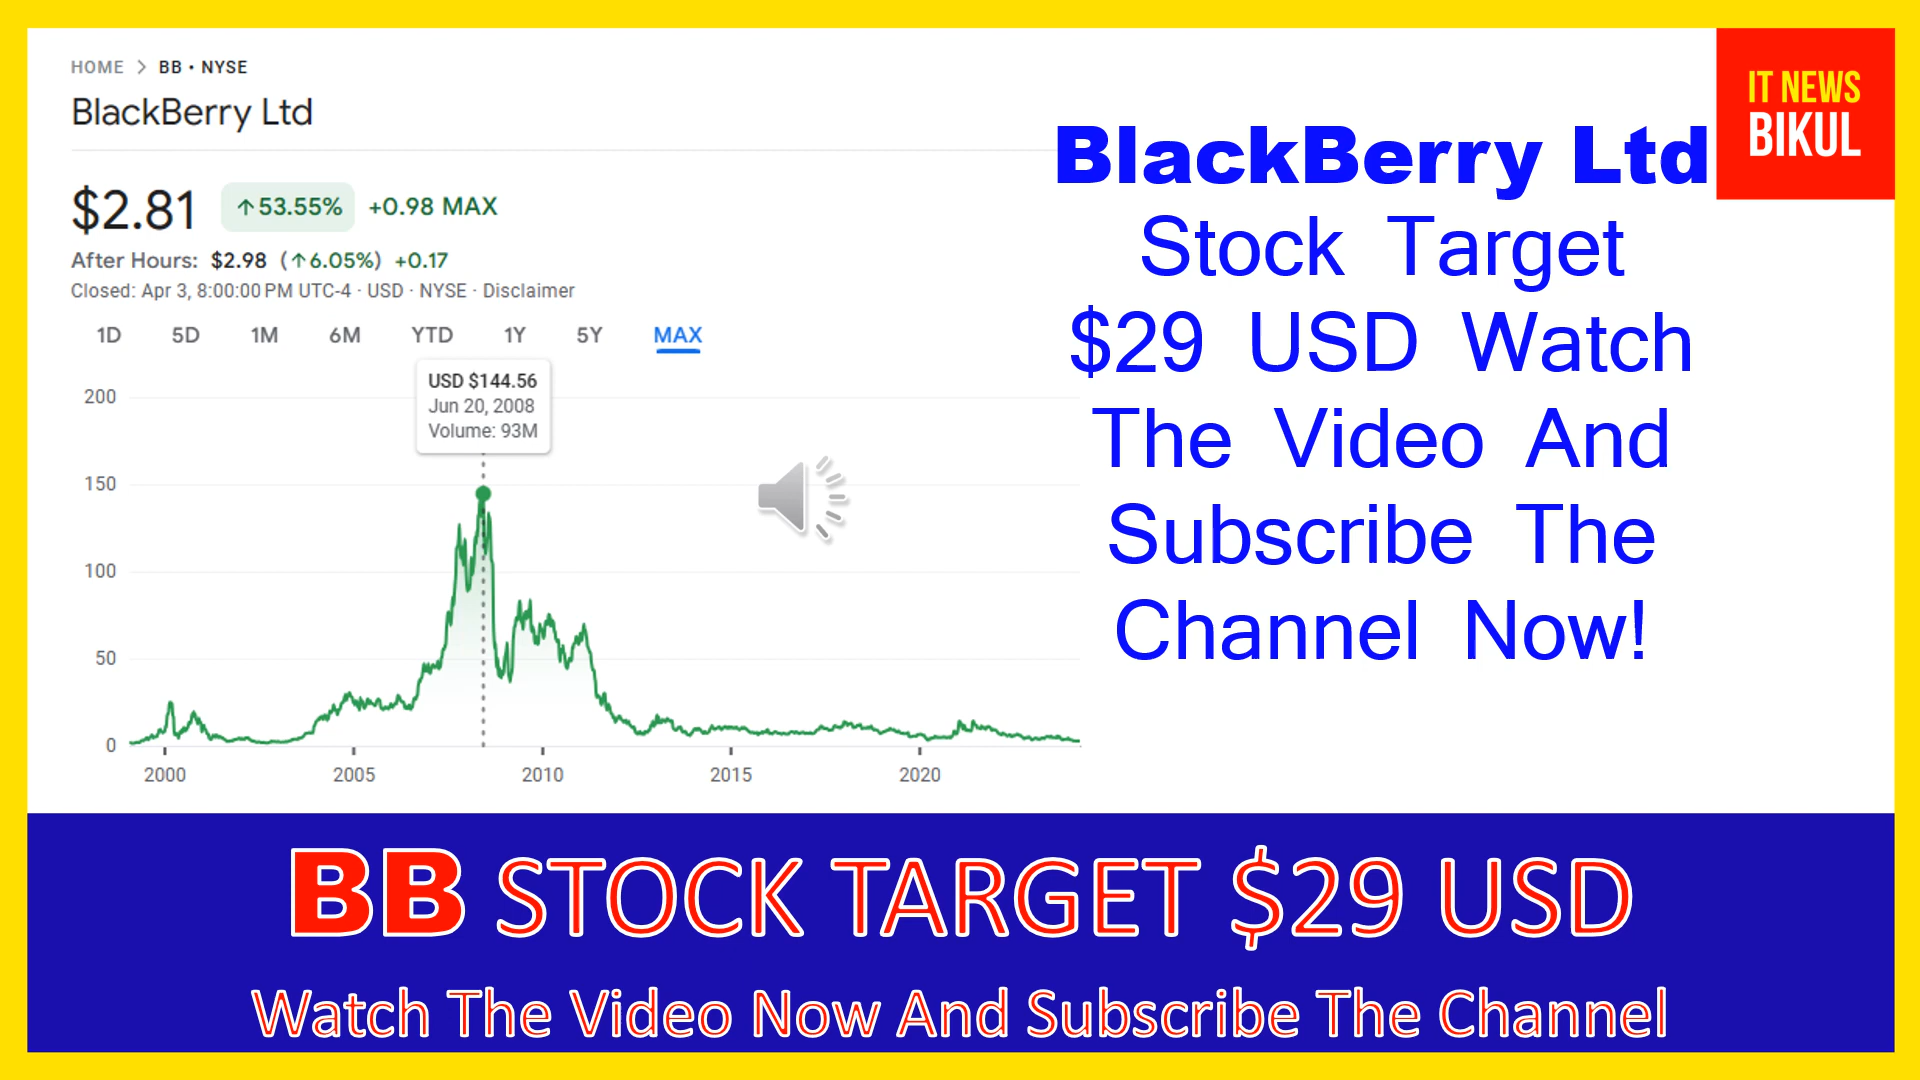 HOME > BB • NYSE
BlackBerry Ltd
$2.81 ↑53.55% +0.98 MAX
After Hours: $2.98 (↑6.05%) +0.17
Closed: Apr 3, 8:00:00 PM UTC-4 · USD · NYSE · Disclaimer
1D 5D 1M 6M YTD 1Y 5Y MAX
USD $144.56
Jun 20, 2008
Volume: 93M
200
150
100
50
0
2000 2005 2010 2015 2020
BlackBerry Ltd
Stock Target
$29 USD Watch
The Video And
Subscribe The
Channel Now!
IT NEWS
BIKUL
BB STOCK TARGET $29 USD
Watch The Video Now And Subscribe The Channel